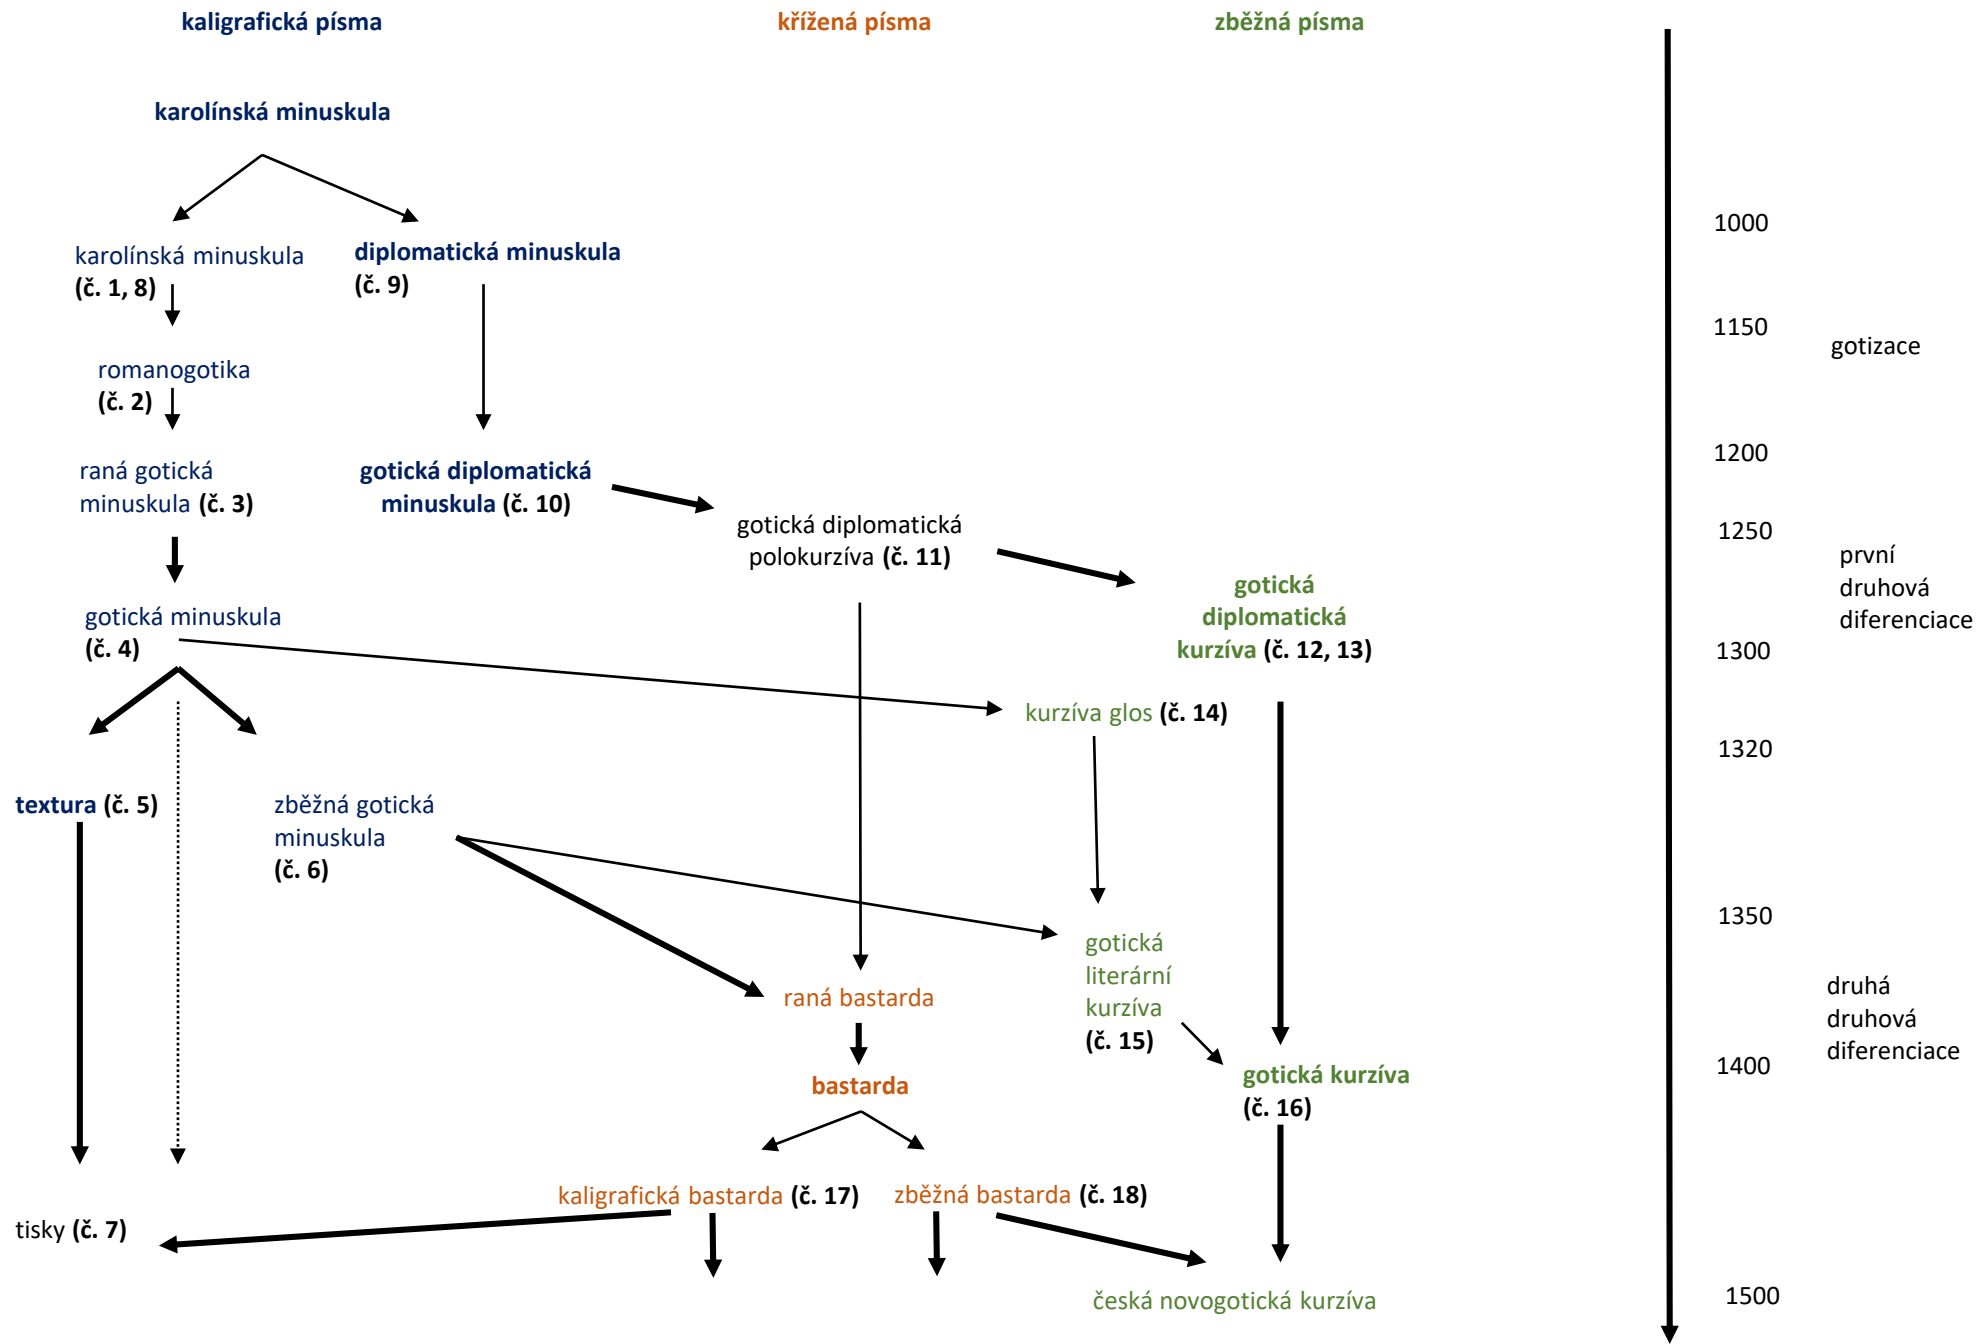 kaligrafická písma
křížená písma
zběžná písma
karolínská minuskula
karolínská minuskula
(č. 1, 8)
diplomatická minuskula
(č. 9)
1000
1150
gotizace
romanogotika
(č. 2)
raná gotická
minuskula (č. 3)
gotická diplomatická
minuskula (č. 10)
1200
gotická diplomatická
polokurzíva (č. 11)
1250
první
druhová
diferenciace
gotická
diplomatická
kurzíva (č. 12, 13)
gotická minuskula
(č. 4)
1300
kurzíva glos (č. 14)
1320
textura (č. 5)
zběžná gotická
minuskula
(č. 6)
1350
gotická
literární
kurzíva
(č. 15)
raná bastarda
druhá
druhová
diferenciace
1400
bastarda
gotická kurzíva
(č. 16)
kaligrafická bastarda (č. 17)
zběžná bastarda (č. 18)
tisky (č. 7)
česká novogotická kurzíva
1500